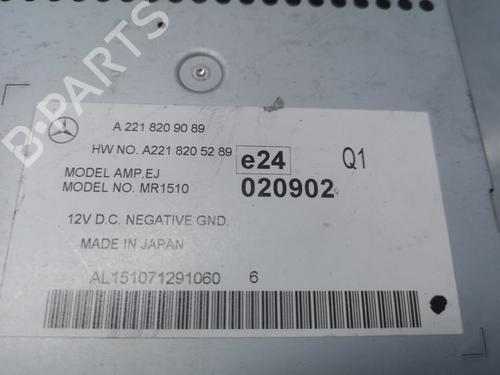 B-PARTS
A 221 820 90 89
HW NO. A221 820 52 89
e24
Q1
MODEL AMP.EJ
MODEL NO. MR1510
020902
12V D.C. NEGATIVE GND.
MADE IN JAPAN
AL151071291060 6